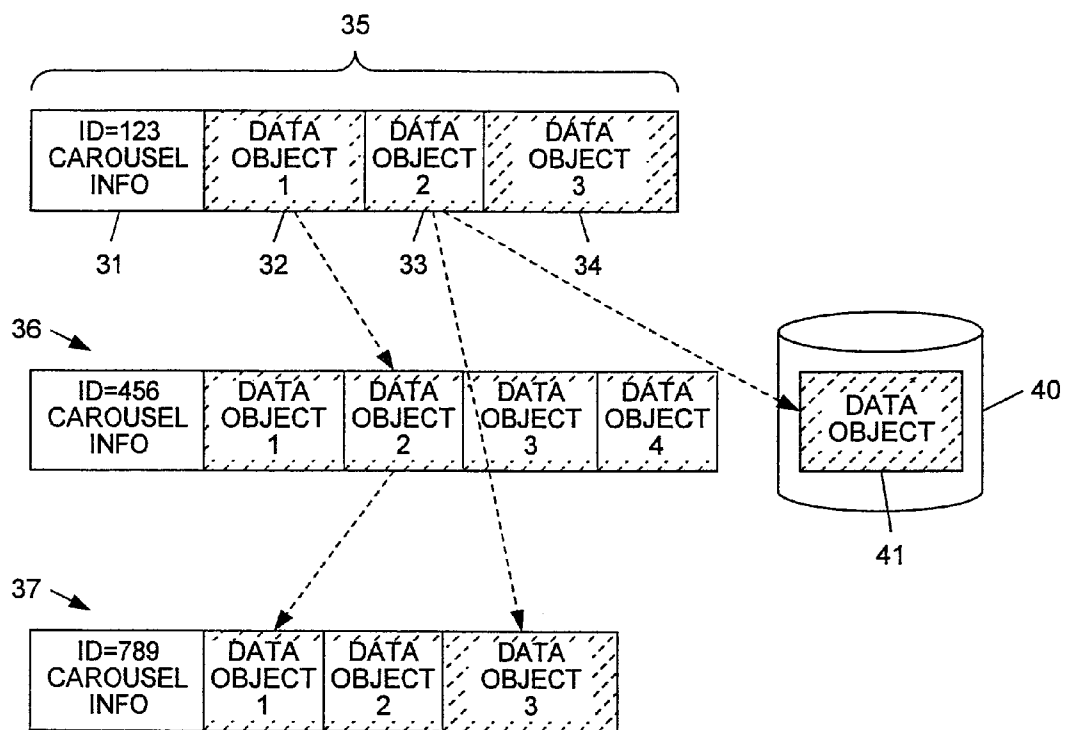 35
ID=123
CAROUSEL
INFO
DATA
OBJECT
1
DATA
OBJECT
2
DATA
OBJECT
3
31
32
33
34
36
ID=456
CAROUSEL
INFO
DATA
OBJECT
1
DATA
OBJECT
2
DATA
OBJECT
3
DATA
OBJECT
4
DATA
OBJECT
40
41
37
ID=789
CAROUSEL
INFO
DATA
OBJECT
1
DATA
OBJECT
2
DATA
OBJECT
3